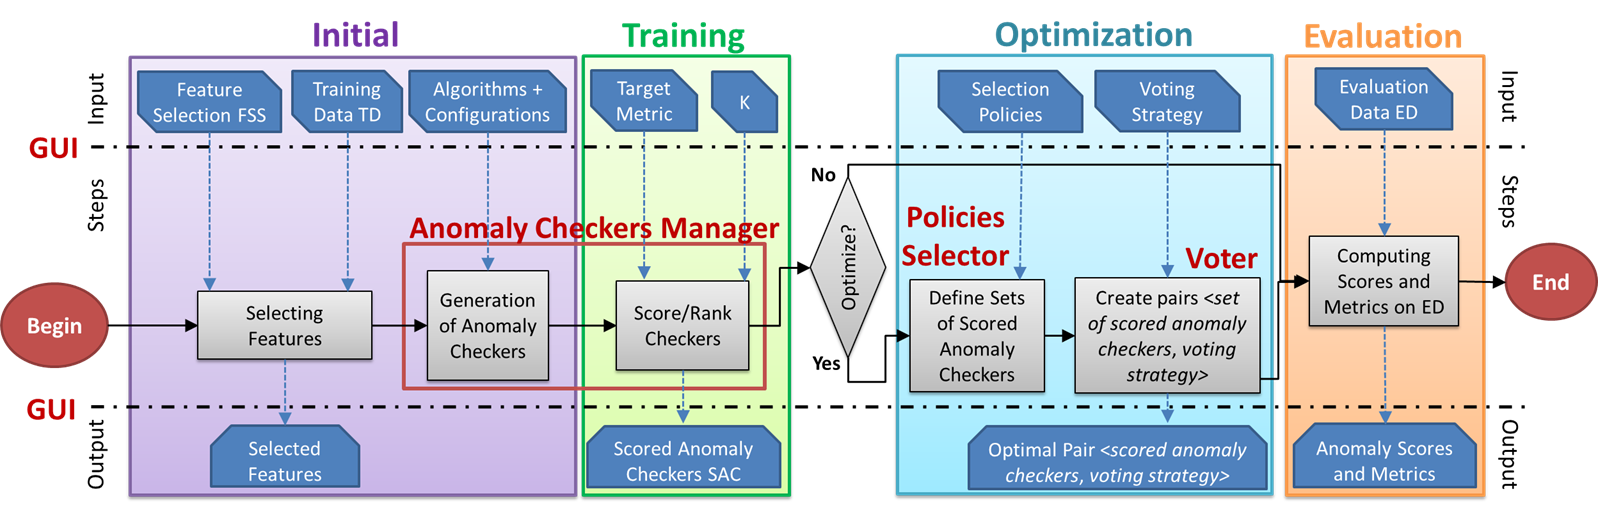 Initial
Training
Optimization
Evaluation
Input
Feature
Selection FSS
Training
Data TD
Algorithms +
Configurations
Target
Metric
K
Selection
Policies
Voting
Strategy
Evaluation
Data ED
Input
GUI
Steps
No
Steps
Anomaly Checkers Manager
Policies
Selector
Voter
Begin
Selecting
Features
Generation
of Anomaly
Checkers
Score/Rank
Checkers
Optimize?
Define Sets
of Scored
Anomaly
Checkers
Create pairs <set
of scored anomaly
checkers, voting
strategy>
Computing
Scores and
Metrics on ED
End
Yes
GUI
Output
Selected
Features
Scored Anomaly
Checkers SAC
Optimal Pair <scored anomaly
checkers, voting strategy>
Anomaly Scores
and Metrics
Output